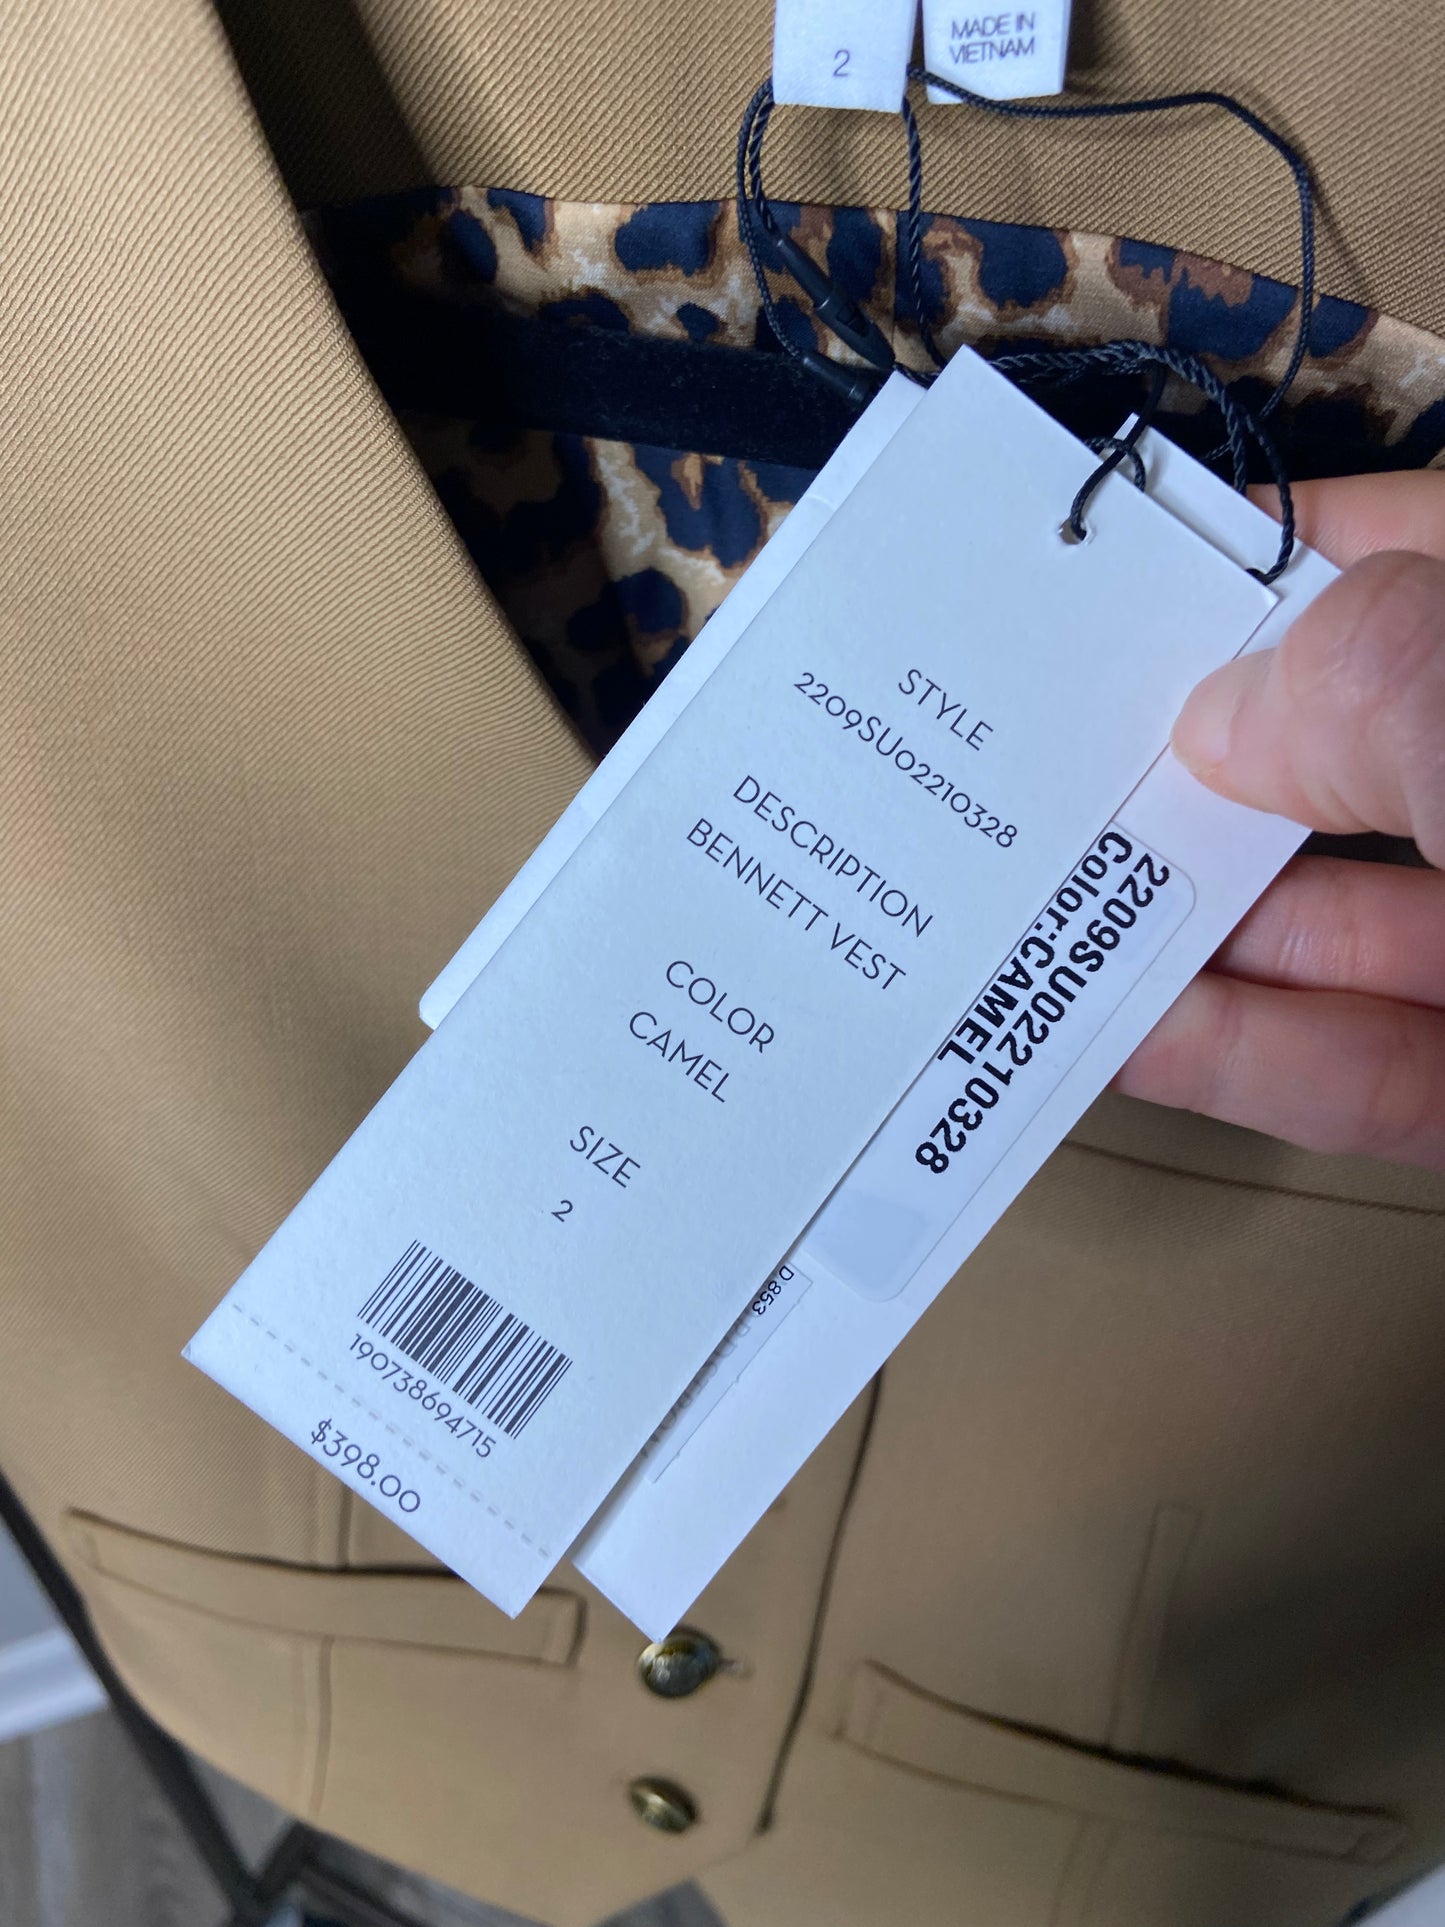 2
MADE IN
VIETNAM
STYLE
2209SU02210328
DESCRIPTION
BENNETT VEST
COLOR
CAMEL
SIZE
2
190738694715
$398.00
2209SU02210328
Color:CAMEL
D 853